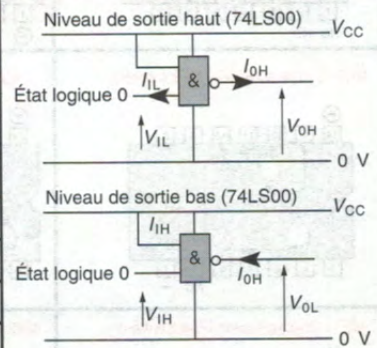 Niveau de sortie haut (74LS00)
VCC
IIL
&
I0H
État logique 0
VIL
V0H
0 V
Niveau de sortie bas (74LS00)
VCC
IIH
&
I0H
État logique 0
VIH
V0L
0 V